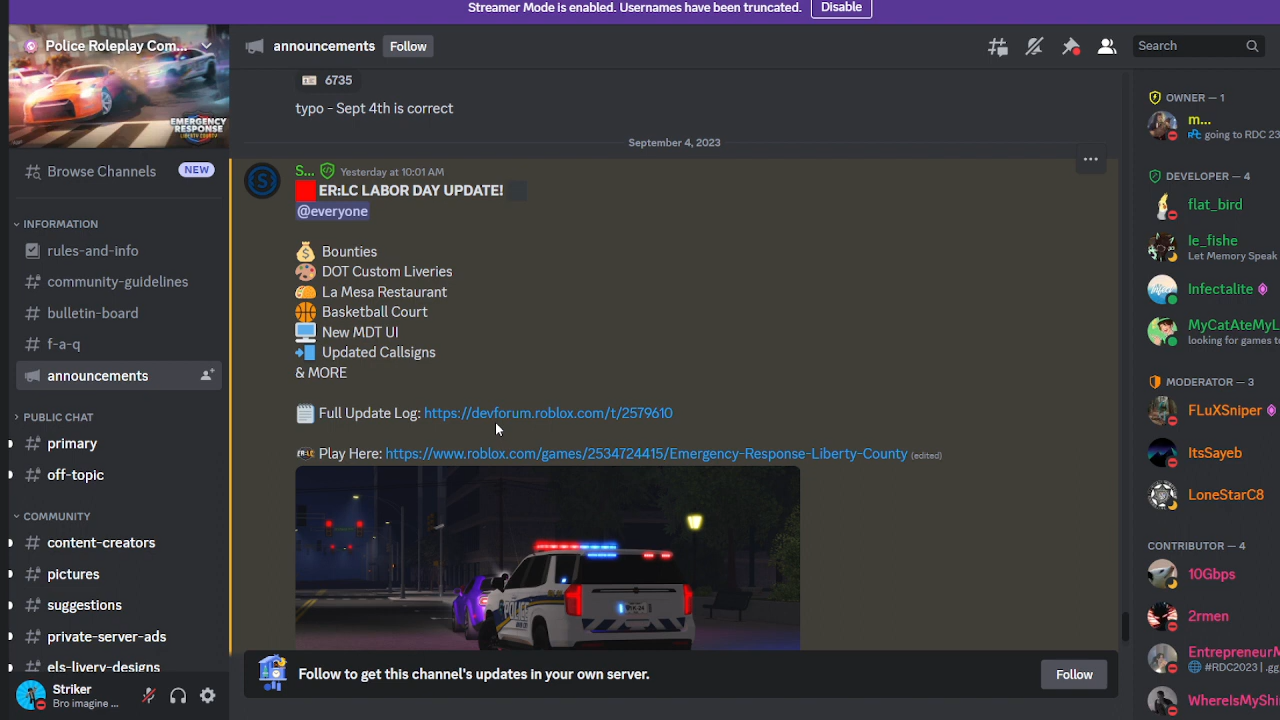 Streamer Mode is enabled. Usernames have been truncated. Disable
Police Roleplay Com...
EMERGENCY
RESPONSE
LIBERTY COUNTY
Browse Channels NEW
INFORMATION
rules-and-info
community-guidelines
bulletin-board
f-a-q
announcements
PUBLIC CHAT
primary
off-topic
COMMUNITY
content-creators
pictures
suggestions
private-server-ads
els-livery-designs
Striker
Bro imagine ...
announcements Follow
Search
6735
typo - Sept 4th is correct
September 4, 2023
S... Yesterday at 10:01 AM
ER:LC LABOR DAY UPDATE!
@everyone
Bounties
DOT Custom Liveries
La Mesa Restaurant
Basketball Court
New MDT UI
Updated Callsigns
& MORE
Full Update Log: https://devforum.roblox.com/t/2579610
Play Here: https://www.roblox.com/games/2534724415/Emergency-Response-Liberty-County (edited)
POLICE
Follow to get this channel's updates in your own server. Follow
OWNER — 1
m...
going to RDC 23
DEVELOPER — 4
flat_bird
le_fishe
Let Memory Speak
Infectalite
MyCatAteMyL
looking for games t
MODERATOR — 3
FLuXSniper
ItsSayeb
LoneStarC8
CONTRIBUTOR — 4
10Gbps
2rmen
EntrepreneurM
#RDC2023 | .gg
WhereIsMyShi